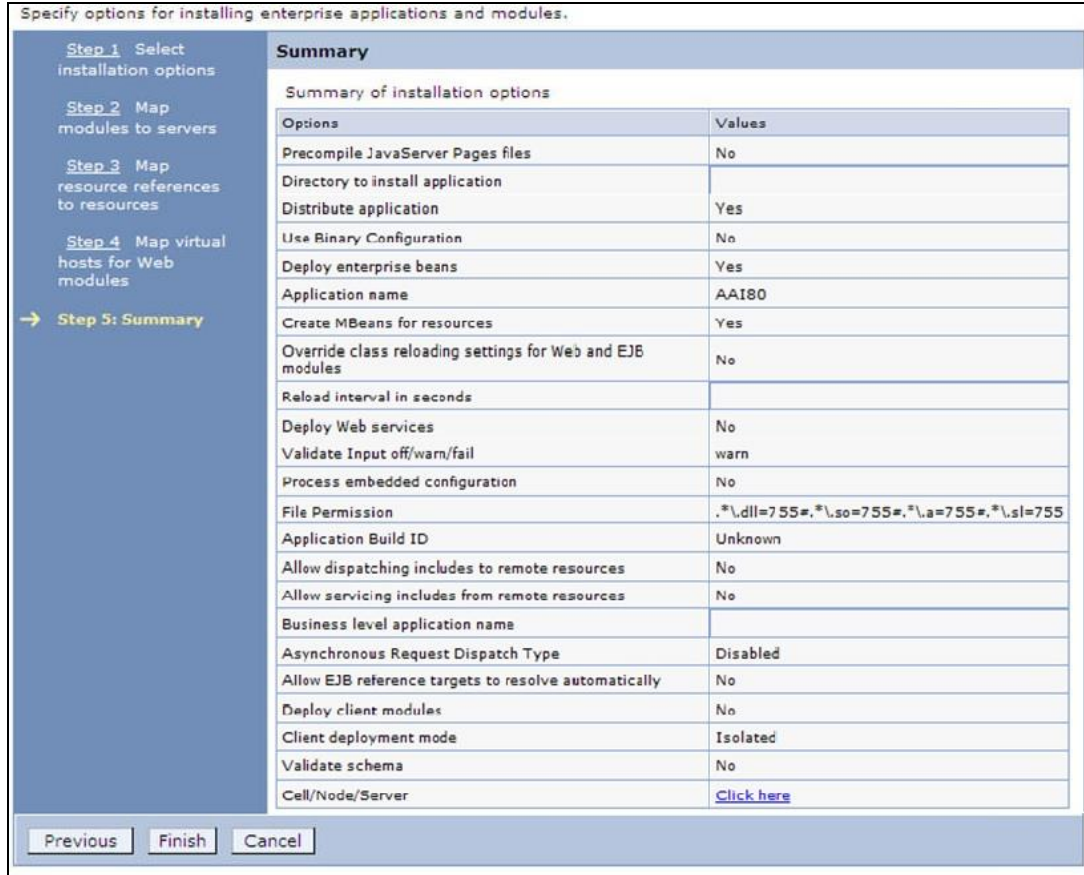 Specify options for installing enterprise applications and modules.
Step 1 Select
installation options
Step 2 Map
modules to servers
Step 3 Map
resource references
to resources
Step 4 Map virtual
hosts for Web
modules
→ Step 5: Summary
Summary
Summary of installation options
Options Values
Precompile JavaServer Pages files No
Directory to install application
Distribute application Yes
Use Binary Configuration No
Deploy enterprise beans Yes
Application name AAI80
Create MBeans for resources Yes
Override class reloading settings for Web and EJB
modules No
Reload interval in seconds
Deploy Web services No
Validate Input off/warn/fail warn
Process embedded configuration No
File Permission .*\.dll=755#.*\.so=755#.*\.a=755#.*\.sl=755
Application Build ID Unknown
Allow dispatching includes to remote resources No
Allow servicing includes from remote resources No
Business level application name
Asynchronous Request Dispatch Type Disabled
Allow EJB reference targets to resolve automatically No
Deploy client modules No
Client deployment mode Isolated
Validate schema No
Cell/Node/Server Click here
Previous Finish Cancel